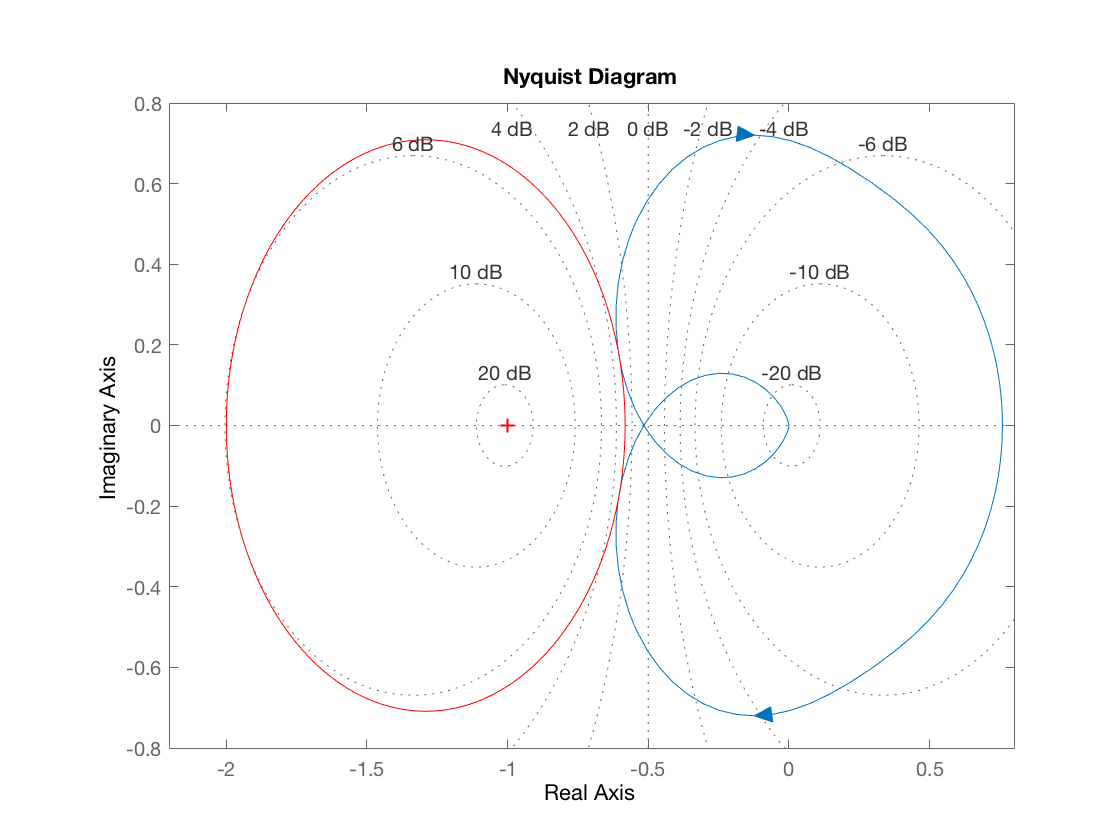 Nyquist Diagram
0.8
0.6
0.4
0.2
0
-0.2
-0.4
-0.6
-0.8
Imaginary Axis
6 dB
4 dB
2 dB
0 dB
-2 dB
-4 dB
-6 dB
10 dB
-10 dB
20 dB
-20 dB
-2
-1.5
-1
-0.5
0
0.5
Real Axis